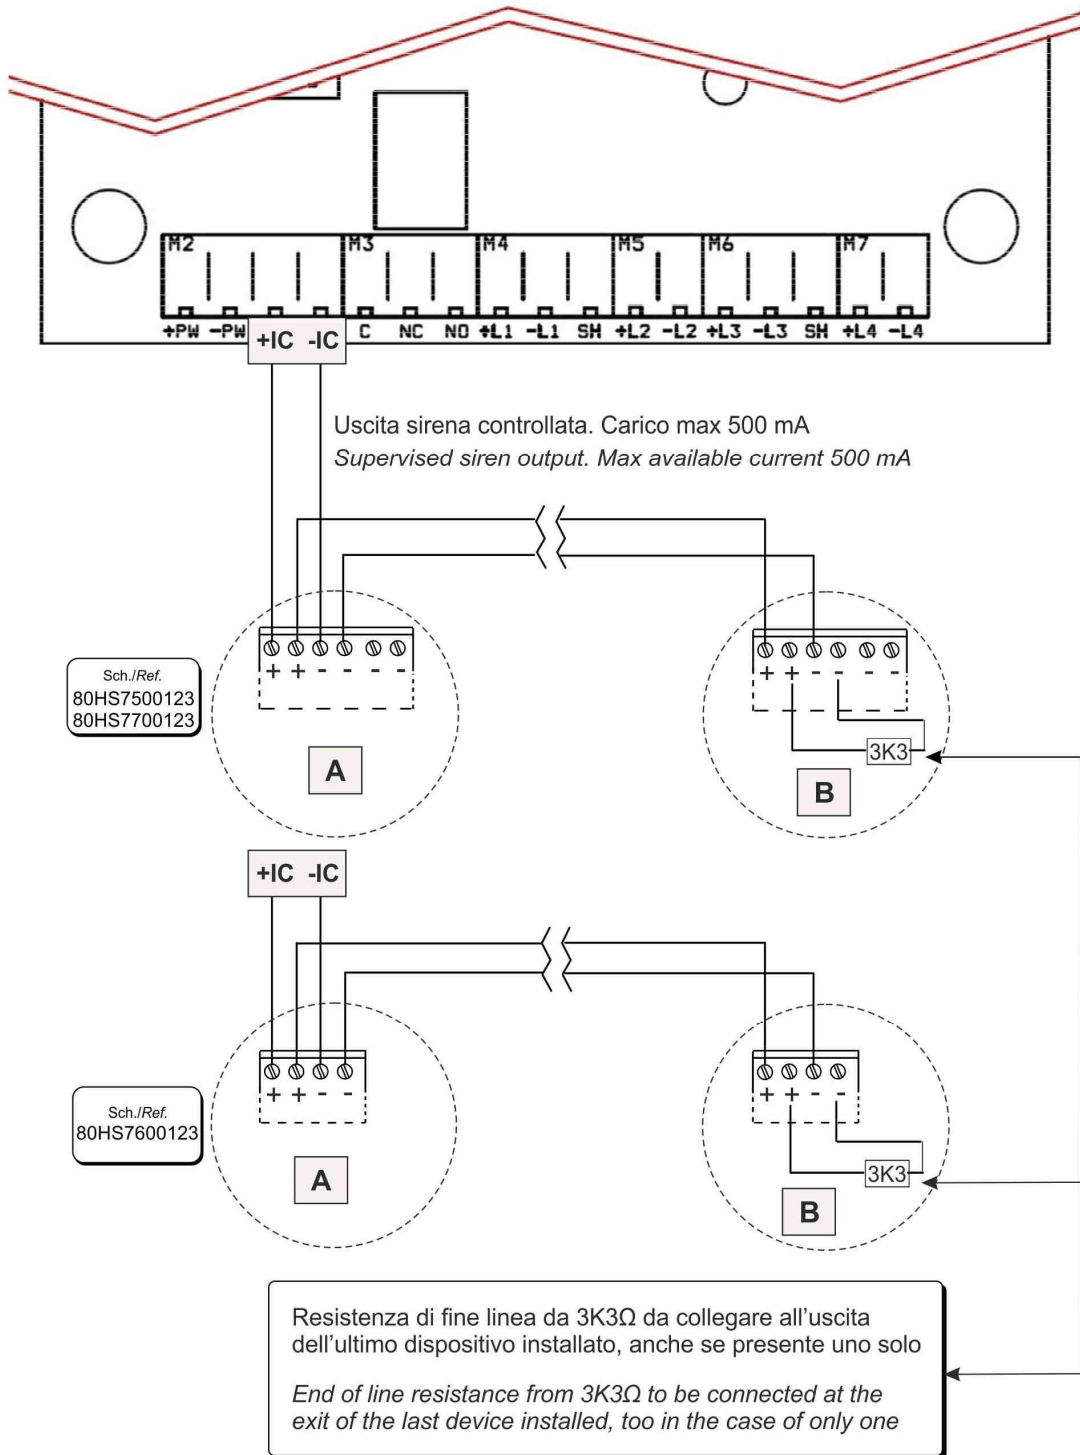 M2 M3 M4 M5 M6 M7
+PW -PW C NC NO +L1 -L1 SH +L2 -L2 +L3 -L3 SH +L4 -L4
+IC -IC
Uscita sirena controllata. Carico max 500 mA
Supervised siren output. Max available current 500 mA
Sch./Ref.
80HS7500123
80HS7700123
+ + - - - -
+ + - - - -
3K3
A
B
+IC -IC
Sch./Ref.
80HS7600123
+ + - -
+ + - -
3K3
A
B
Resistenza di fine linea da 3K3Ω da collegare all'uscita
dell'ultimo dispositivo installato, anche se presente uno solo
End of line resistance from 3K3Ω to be connected at the
exit of the last device installed, too in the case of only one